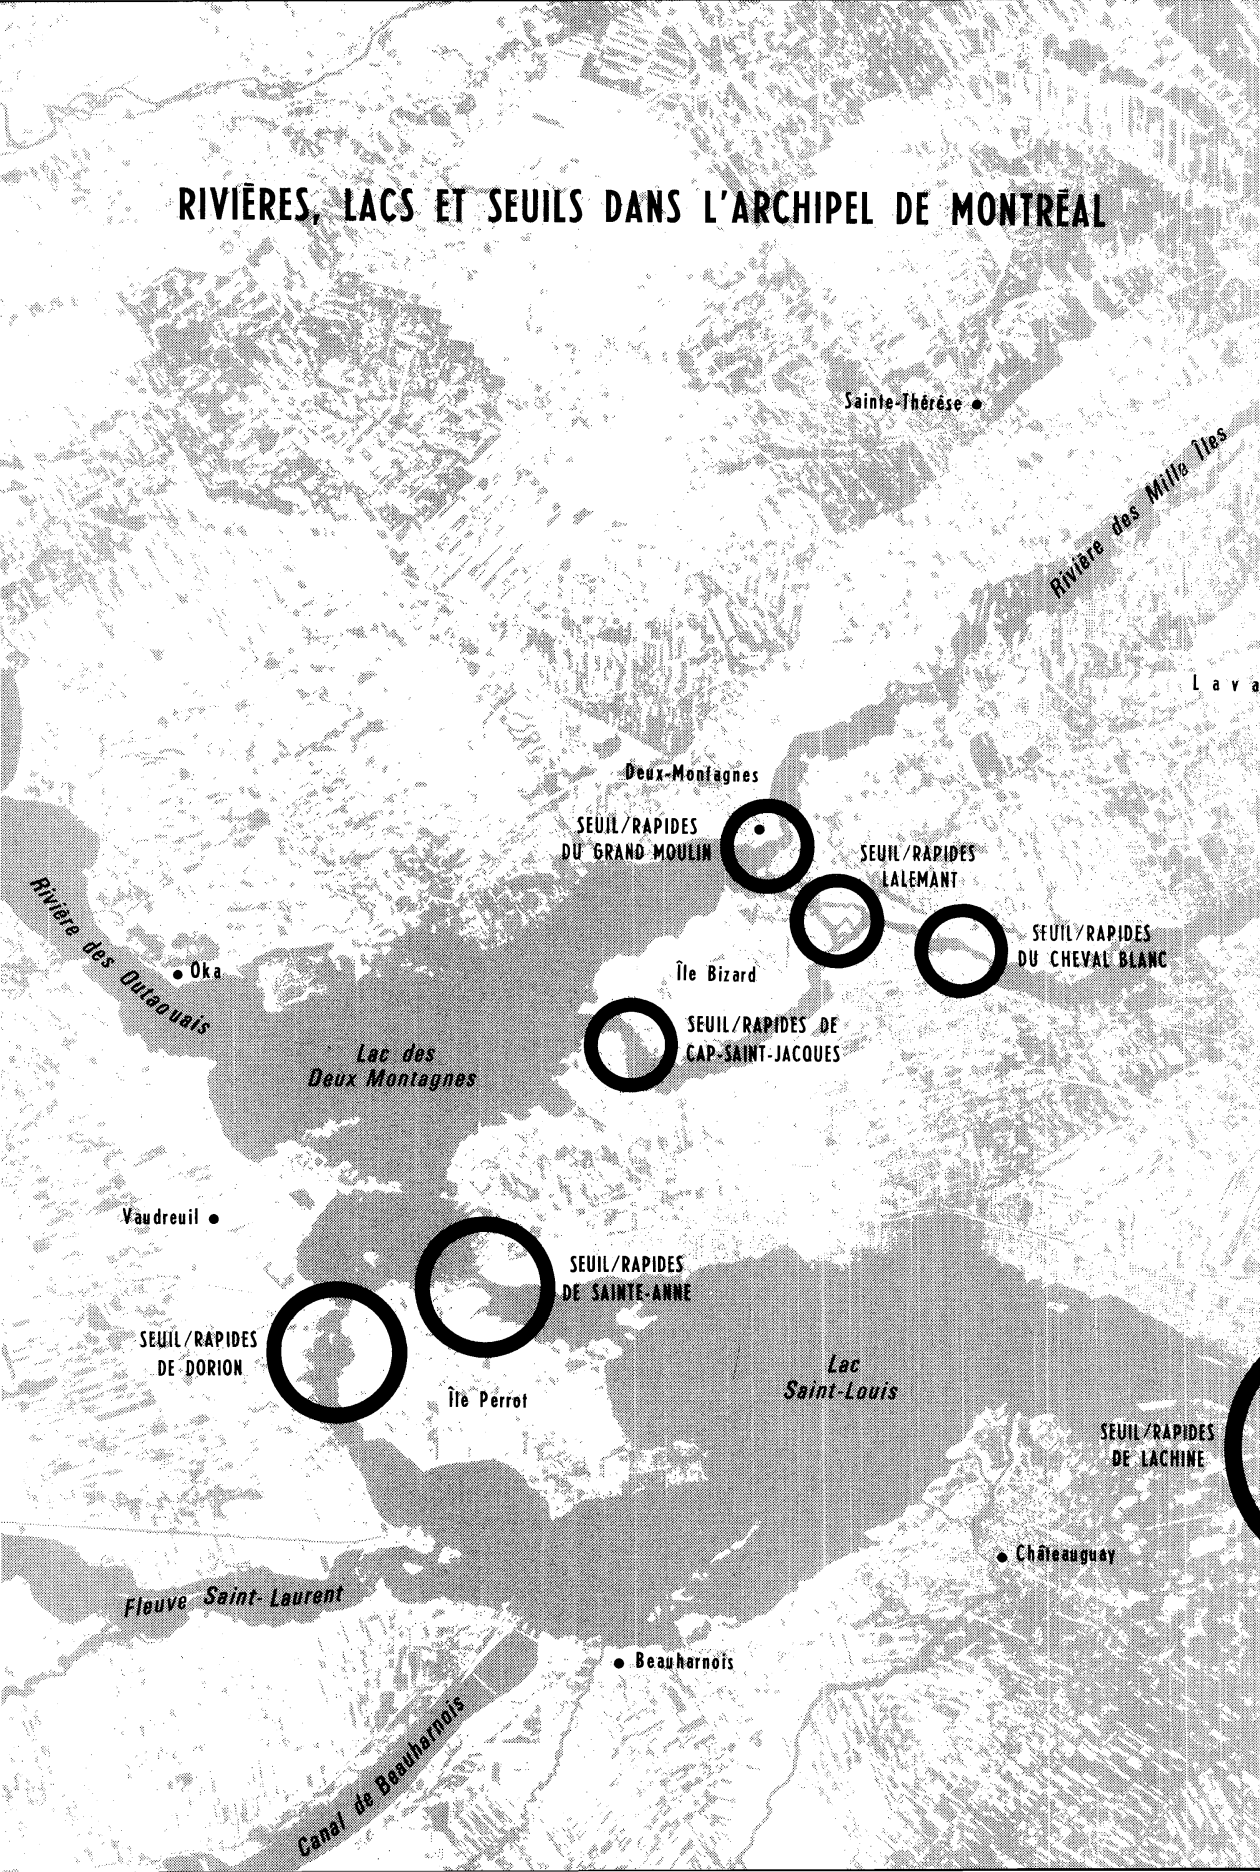 RIVIÈRES, LACS ET SEUILS DANS L'ARCHIPEL DE MONTRÉAL
Sainte-Thérèse
Rivière des Mille Îles
Lava
Deux-Montagnes
SEUIL/RAPIDES
DU GRAND MOULIN
SEUIL/RAPIDES
LALEMANT
SEUIL/RAPIDES
DU CHEVAL BLANC
Rivière des Outaouais
Oka
Île Bizard
SEUIL/RAPIDES DE
CAP-SAINT-JACQUES
Lac des
Deux Montagnes
Vaudreuil
SEUIL/RAPIDES
DE SAINTE-ANNE
SEUIL/RAPIDES
DE DORION
Île Perrot
Lac
Saint-Louis
SEUIL/RAPIDES
DE LACHINE
Châteauguay
Fleuve Saint-Laurent
Beauharnois
Canal de Beauharnois